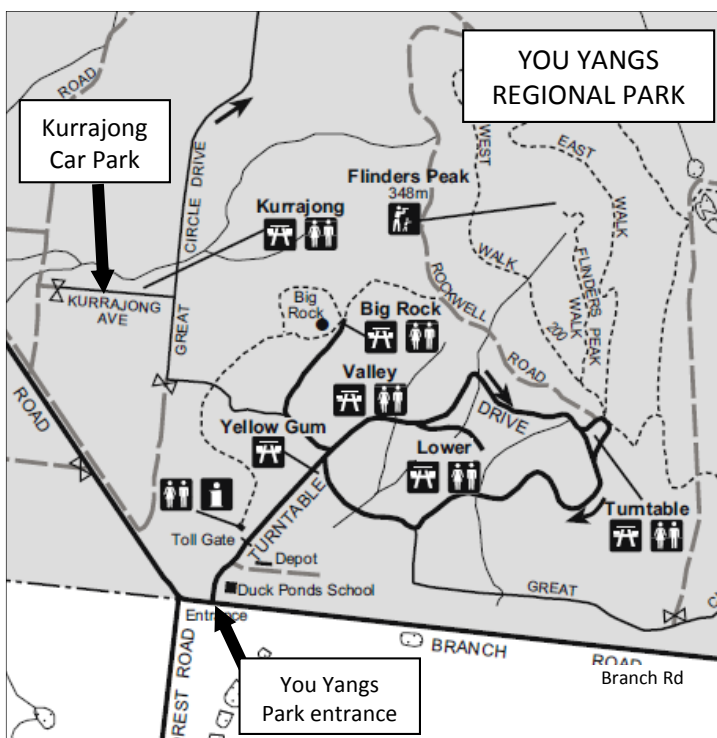 YOU YANGS
REGIONAL PARK
Kurrajong
Car Park
ROAD
CIRCLE DRIVE
GREAT
Kurrajong
KURRAJONG
AVE
Flinders Peak
348m
WEST
WALK
EAST
WALK
FLINDERS PEAK
WALK
200
ROCKWELL
ROAD
Big
Rock
Big Rock
Valley
DRIVE
Yellow Gum
Lower
ROAD
TURNTABLE
Turntable
Toll Gate
Depot
Duck Ponds School
GREAT
Entrance
BRANCH
ROAD
Branch Rd
REST ROAD
You Yangs
Park entrance